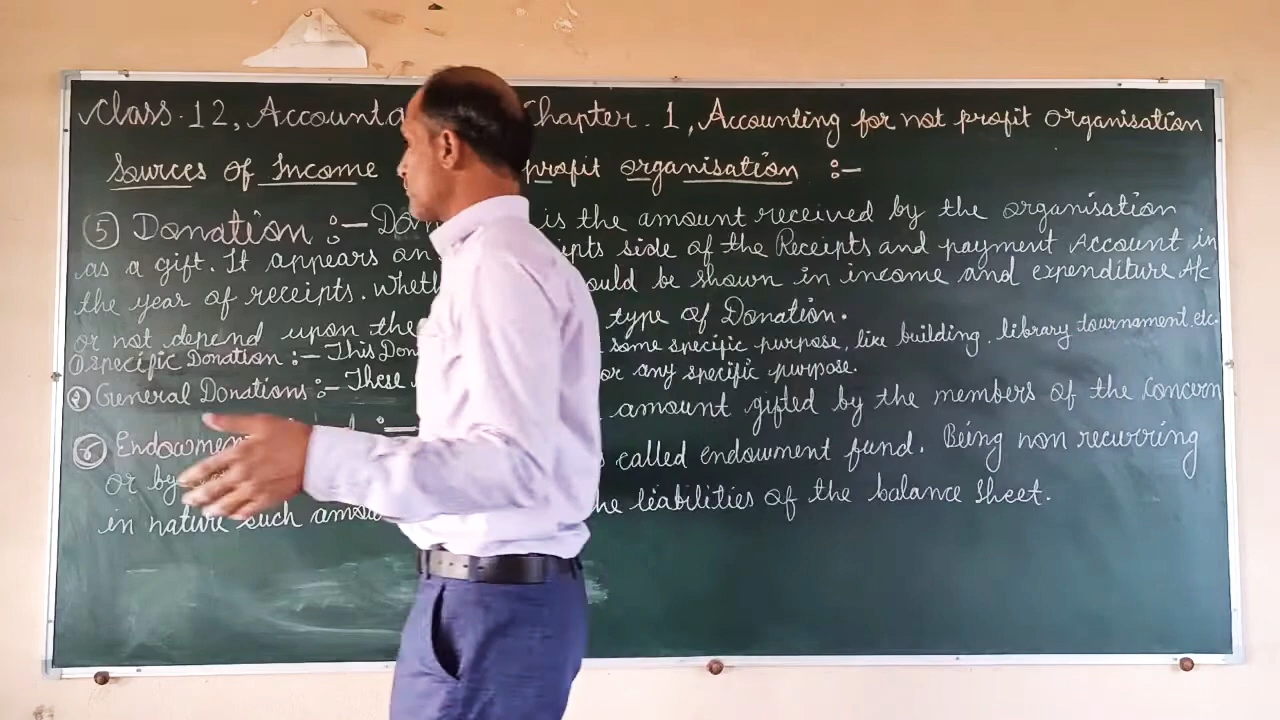 Class.12, Accounta Chapter.1, Accounting for not profit organisation
Sources of Income profit organisation :-
(5) Donation :- Don is the amount received by the organisation
as a gift. It appears on ipts side of the Receipts and payment Account in
the year of receipts. Wheth ould be shown in income and expenditure A/c
or not depend upon the type of Donation.
(1) specific Donation :- This Don some specific purpose, like building, library tournament.etc.
(2) General Donations :- These or any specific purpose.
(6) Endowmen :- amount gifted by the members of the Concern
or by called endowment fund. Being non recurring
in nature such amou he leabilities of the balance Sheet.